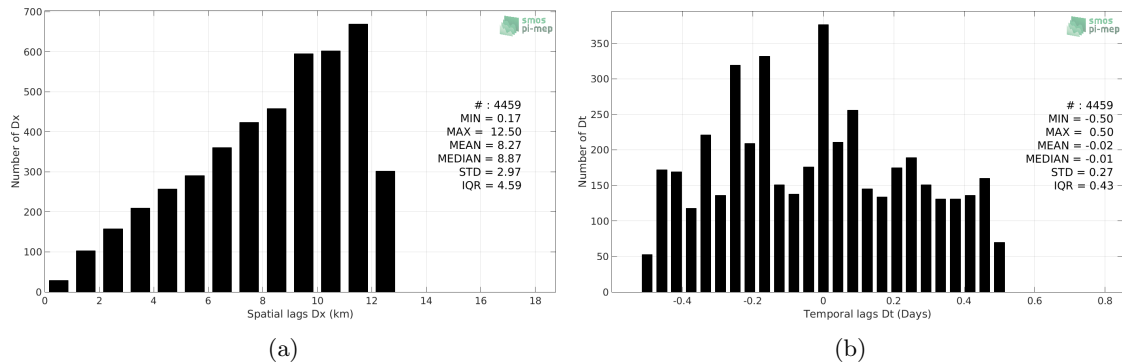 700
600
500
400
300
200
100
0
Number of Dx
0 2 4 6 8 10 12 14 16 18
Spatial lags Dx (km)
smos
pi-mep
# : 4459
MIN = 0.17
MAX = 12.50
MEAN = 8.27
MEDIAN = 8.87
STD = 2.97
IQR = 4.59
(a)
350
300
250
200
150
100
50
0
Number of Dt
-0.4 -0.2 0 0.2 0.4 0.6 0.8
Temporal lags Dt (Days)
smos
pi-mep
# : 4459
MIN = -0.50
MAX = 0.50
MEAN = -0.02
MEDIAN = -0.01
STD = 0.27
IQR = 0.43
(b)